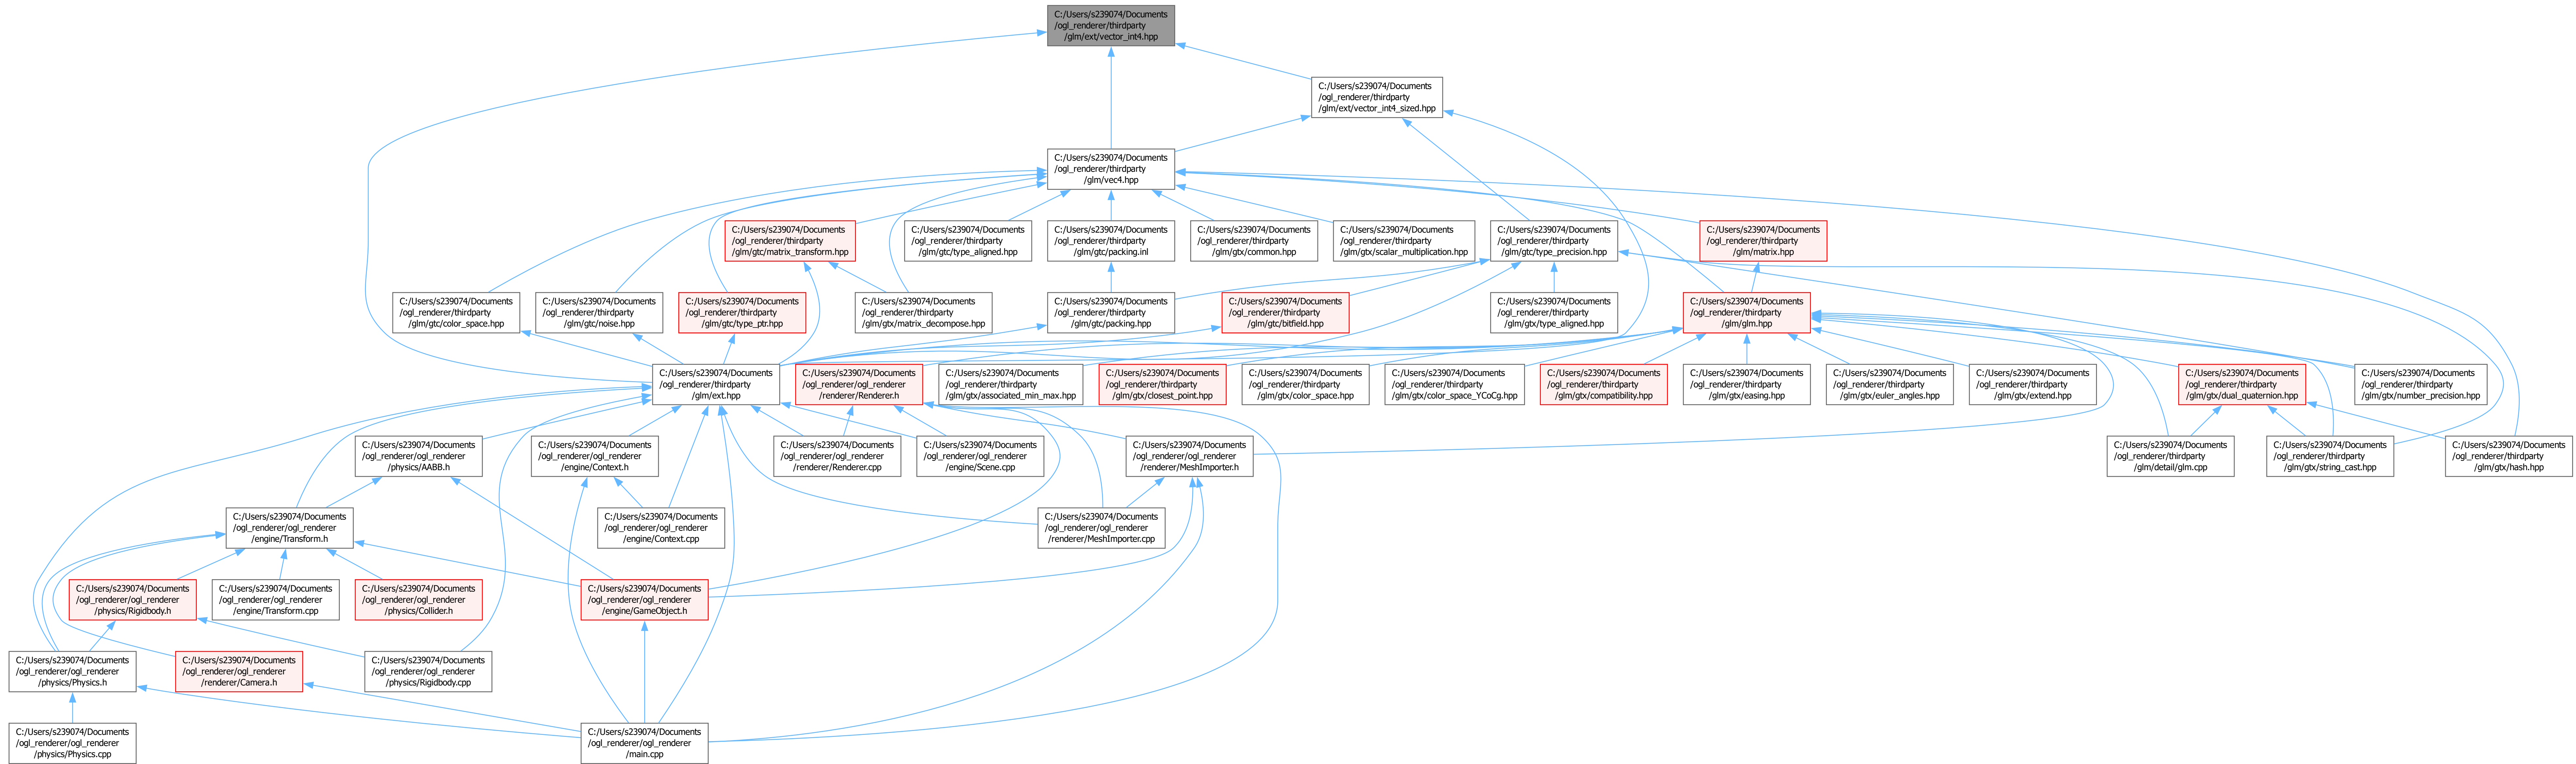 C:/Users/s239074/Documents
/ogl_renderer/thirdparty
/glm/ext/vector_int4.hpp
C:/Users/s239074/Documents
/ogl_renderer/thirdparty
/glm/ext/vector_int4_sized.hpp
C:/Users/s239074/Documents
/ogl_renderer/thirdparty
/glm/vec4.hpp
C:/Users/s239074/Documents
/ogl_renderer/thirdparty
/glm/gtc/matrix_transform.hpp
C:/Users/s239074/Documents
/ogl_renderer/thirdparty
/glm/gtc/type_aligned.hpp
C:/Users/s239074/Documents
/ogl_renderer/thirdparty
/glm/gtc/packing.inl
C:/Users/s239074/Documents
/ogl_renderer/thirdparty
/glm/gtx/common.hpp
C:/Users/s239074/Documents
/ogl_renderer/thirdparty
/glm/gtx/scalar_multiplication.hpp
C:/Users/s239074/Documents
/ogl_renderer/thirdparty
/glm/gtc/type_precision.hpp
C:/Users/s239074/Documents
/ogl_renderer/thirdparty
/glm/matrix.hpp
C:/Users/s239074/Documents
/ogl_renderer/thirdparty
/glm/gtc/color_space.hpp
C:/Users/s239074/Documents
/ogl_renderer/thirdparty
/glm/gtc/noise.hpp
C:/Users/s239074/Documents
/ogl_renderer/thirdparty
/glm/gtc/type_ptr.hpp
C:/Users/s239074/Documents
/ogl_renderer/thirdparty
/glm/gtx/matrix_decompose.hpp
C:/Users/s239074/Documents
/ogl_renderer/thirdparty
/glm/gtc/packing.hpp
C:/Users/s239074/Documents
/ogl_renderer/thirdparty
/glm/gtc/bitfield.hpp
C:/Users/s239074/Documents
/ogl_renderer/thirdparty
/glm/gtx/type_aligned.hpp
C:/Users/s239074/Documents
/ogl_renderer/thirdparty
/glm/glm.hpp
C:/Users/s239074/Documents
/ogl_renderer/thirdparty
/glm/ext.hpp
C:/Users/s239074/Documents
/ogl_renderer/ogl_renderer
/renderer/Renderer.h
C:/Users/s239074/Documents
/ogl_renderer/thirdparty
/glm/gtx/associated_min_max.hpp
C:/Users/s239074/Documents
/ogl_renderer/thirdparty
/glm/gtx/closest_point.hpp
C:/Users/s239074/Documents
/ogl_renderer/thirdparty
/glm/gtx/color_space.hpp
C:/Users/s239074/Documents
/ogl_renderer/thirdparty
/glm/gtx/color_space_YCoCg.hpp
C:/Users/s239074/Documents
/ogl_renderer/thirdparty
/glm/gtx/compatibility.hpp
C:/Users/s239074/Documents
/ogl_renderer/thirdparty
/glm/gtx/easing.hpp
C:/Users/s239074/Documents
/ogl_renderer/thirdparty
/glm/gtx/euler_angles.hpp
C:/Users/s239074/Documents
/ogl_renderer/thirdparty
/glm/gtx/extend.hpp
C:/Users/s239074/Documents
/ogl_renderer/thirdparty
/glm/gtx/dual_quaternion.hpp
C:/Users/s239074/Documents
/ogl_renderer/thirdparty
/glm/gtx/number_precision.hpp
C:/Users/s239074/Documents
/ogl_renderer/ogl_renderer
/physics/AABB.h
C:/Users/s239074/Documents
/ogl_renderer/ogl_renderer
/engine/Context.h
C:/Users/s239074/Documents
/ogl_renderer/ogl_renderer
/renderer/Renderer.cpp
C:/Users/s239074/Documents
/ogl_renderer/ogl_renderer
/engine/Scene.cpp
C:/Users/s239074/Documents
/ogl_renderer/ogl_renderer
/renderer/MeshImporter.h
C:/Users/s239074/Documents
/ogl_renderer/thirdparty
/glm/detail/glm.cpp
C:/Users/s239074/Documents
/ogl_renderer/thirdparty
/glm/gtx/string_cast.hpp
C:/Users/s239074/Documents
/ogl_renderer/thirdparty
/glm/gtx/hash.hpp
C:/Users/s239074/Documents
/ogl_renderer/ogl_renderer
/engine/Transform.h
C:/Users/s239074/Documents
/ogl_renderer/ogl_renderer
/engine/Context.cpp
C:/Users/s239074/Documents
/ogl_renderer/ogl_renderer
/renderer/MeshImporter.cpp
C:/Users/s239074/Documents
/ogl_renderer/ogl_renderer
/physics/Rigidbody.h
C:/Users/s239074/Documents
/ogl_renderer/ogl_renderer
/engine/Transform.cpp
C:/Users/s239074/Documents
/ogl_renderer/ogl_renderer
/physics/Collider.h
C:/Users/s239074/Documents
/ogl_renderer/ogl_renderer
/engine/GameObject.h
C:/Users/s239074/Documents
/ogl_renderer/ogl_renderer
/physics/Physics.h
C:/Users/s239074/Documents
/ogl_renderer/ogl_renderer
/renderer/Camera.h
C:/Users/s239074/Documents
/ogl_renderer/ogl_renderer
/physics/Rigidbody.cpp
C:/Users/s239074/Documents
/ogl_renderer/ogl_renderer
/physics/Physics.cpp
C:/Users/s239074/Documents
/ogl_renderer/ogl_renderer
/main.cpp